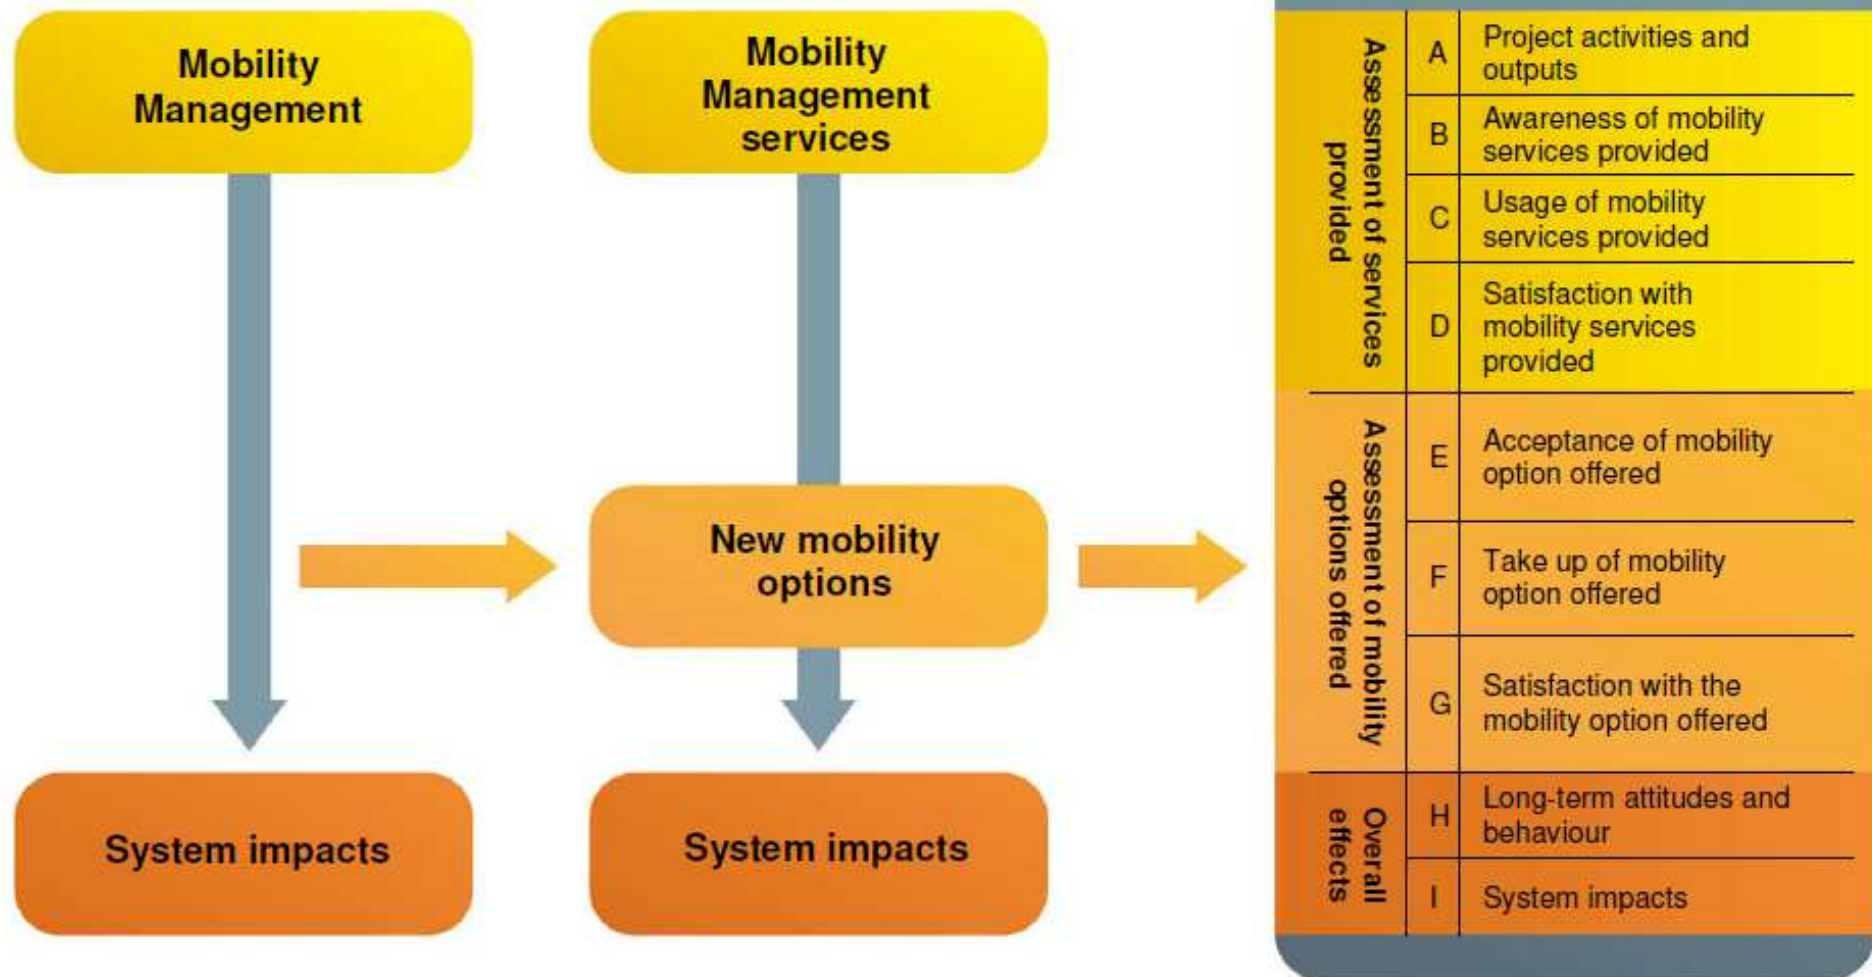 Mobility
Management
Mobility
Management
services
New mobility
options
System impacts
System impacts
Assessment of services
provided
A
Project activities and
outputs
B
Awareness of mobility
services provided
C
Usage of mobility
services provided
D
Satisfaction with
mobility services
provided
Assessment of mobility
options offered
E
Acceptance of mobility
option offered
F
Take up of mobility
option offered
G
Satisfaction with the
mobility option offered
Overall
effects
H
Long-term attitudes and
behaviour
I
System impacts